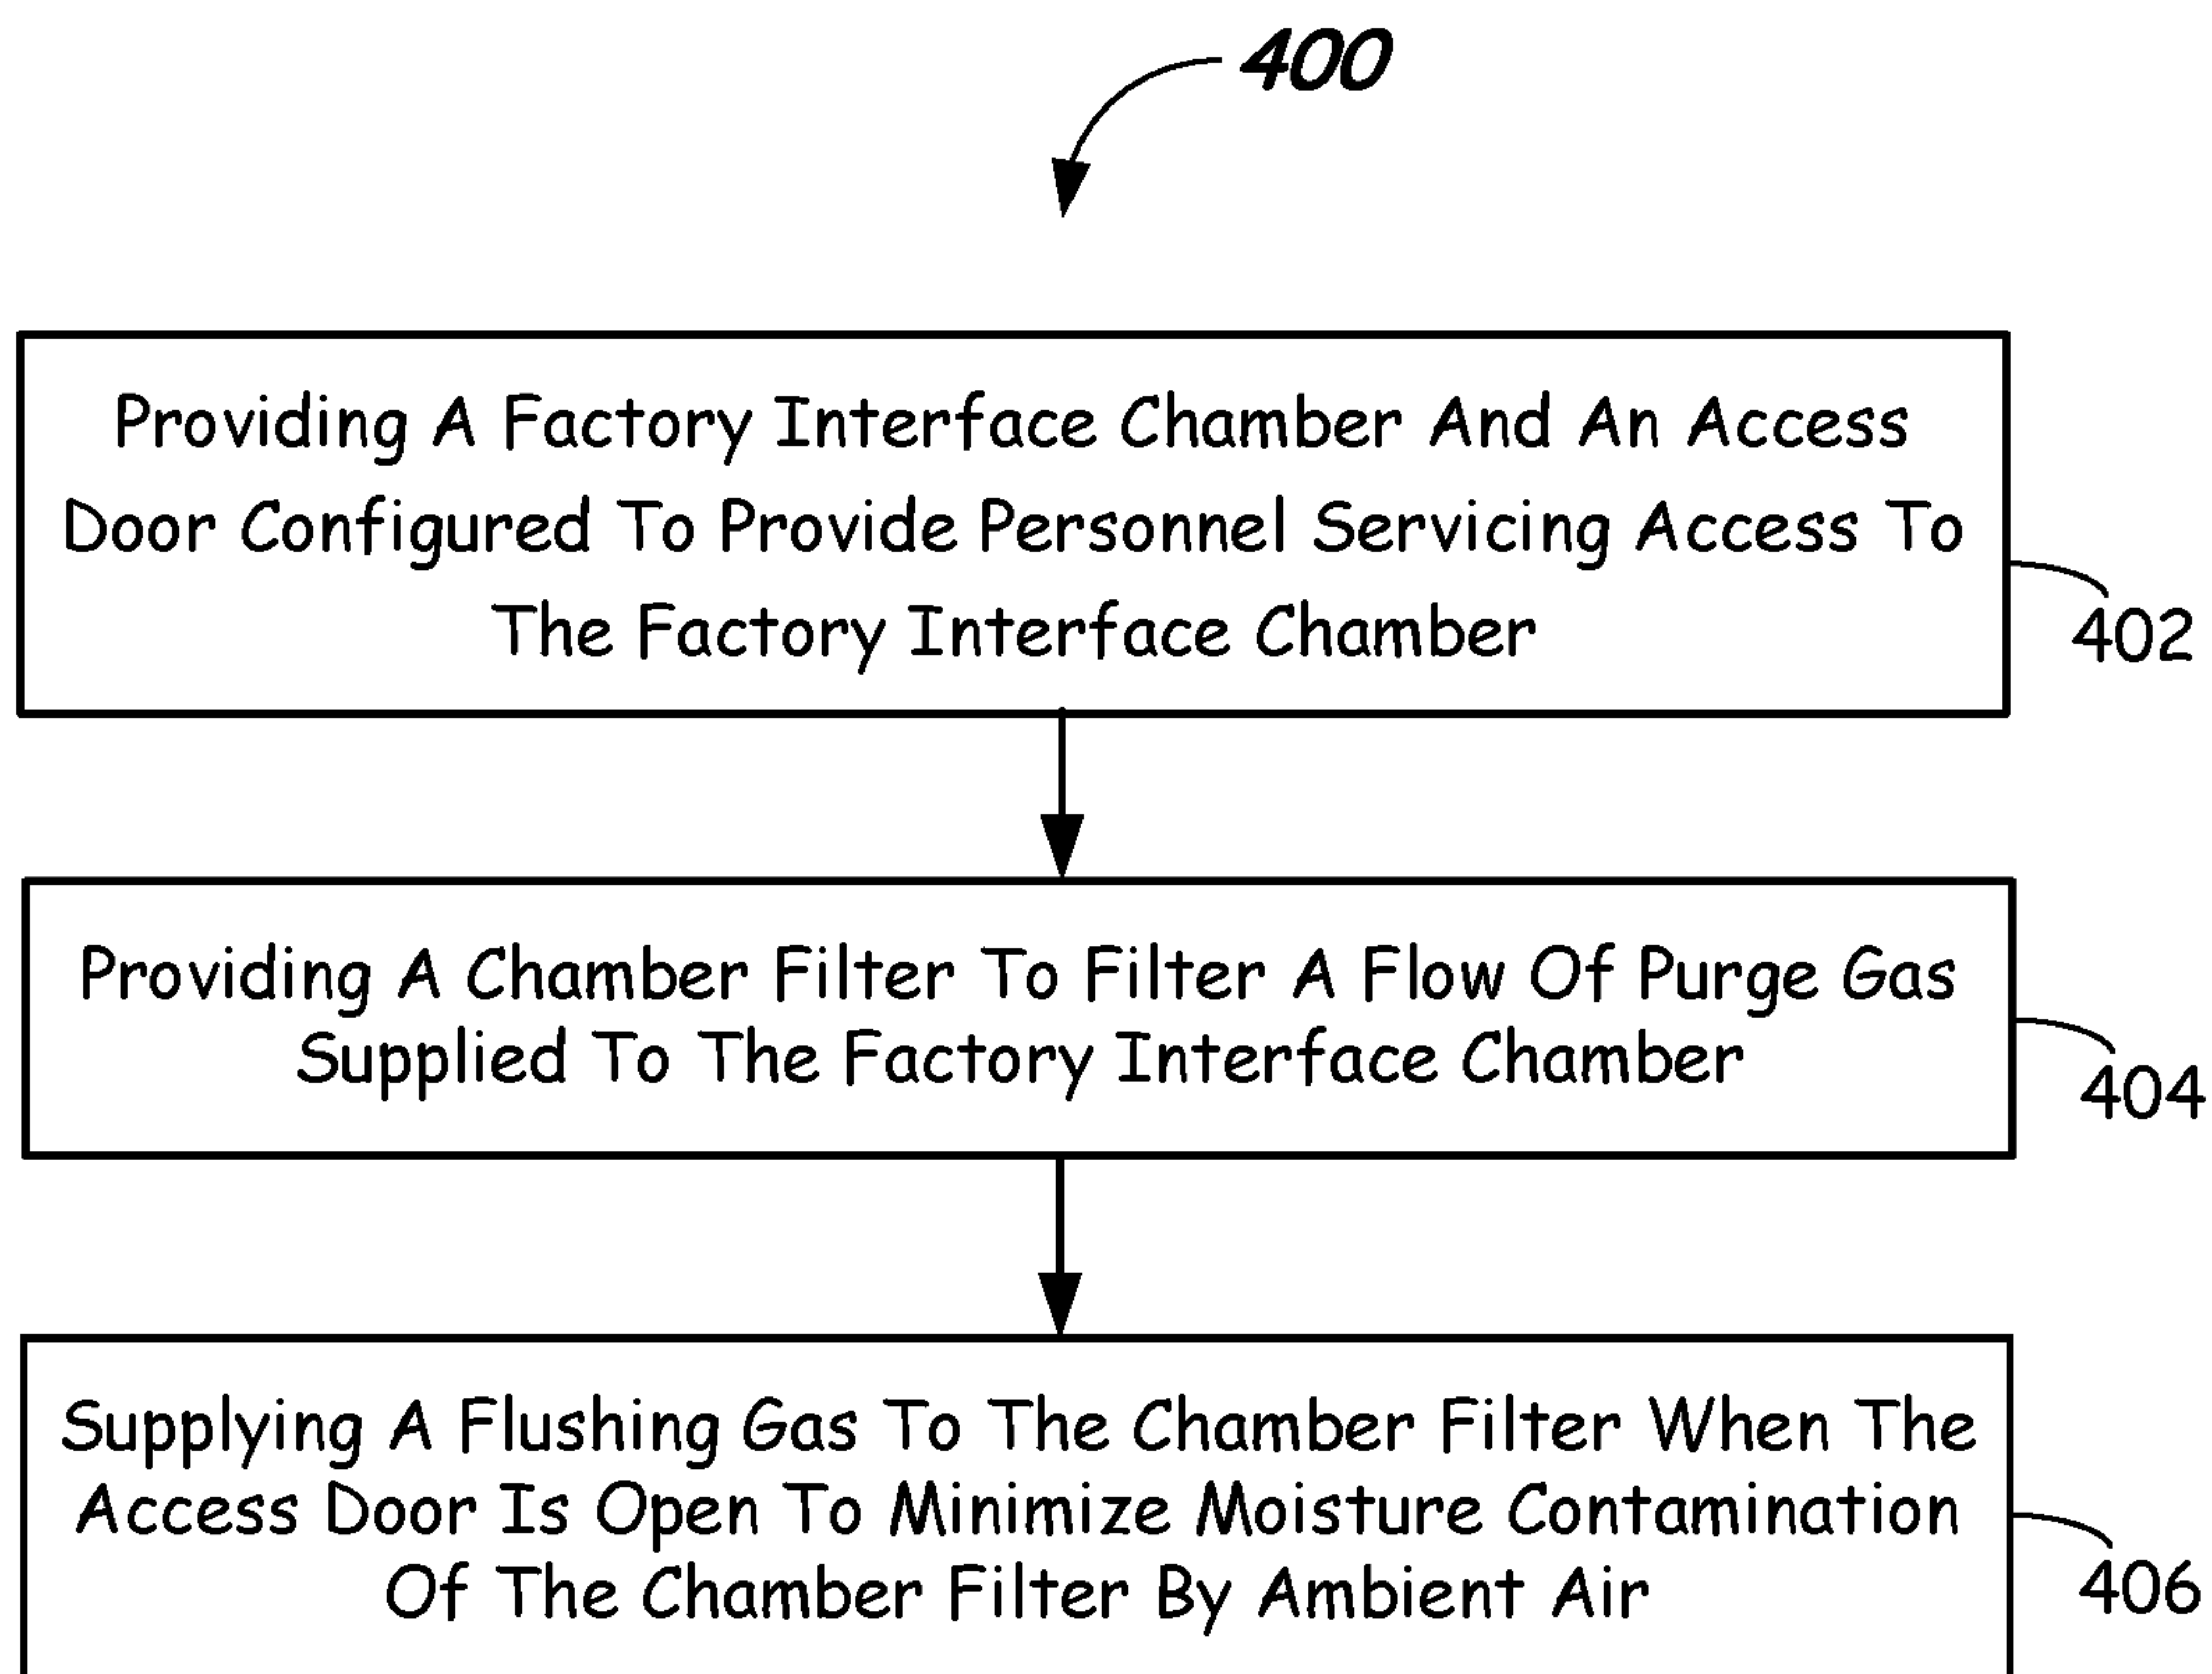 400
Providing A Factory Interface Chamber And An Access
Door Configured To Provide Personnel Servicing Access To
The Factory Interface Chamber
402
Providing A Chamber Filter To Filter A Flow Of Purge Gas
Supplied To The Factory Interface Chamber
404
Supplying A Flushing Gas To The Chamber Filter When The
Access Door Is Open To Minimize Moisture Contamination
Of The Chamber Filter By Ambient Air
406